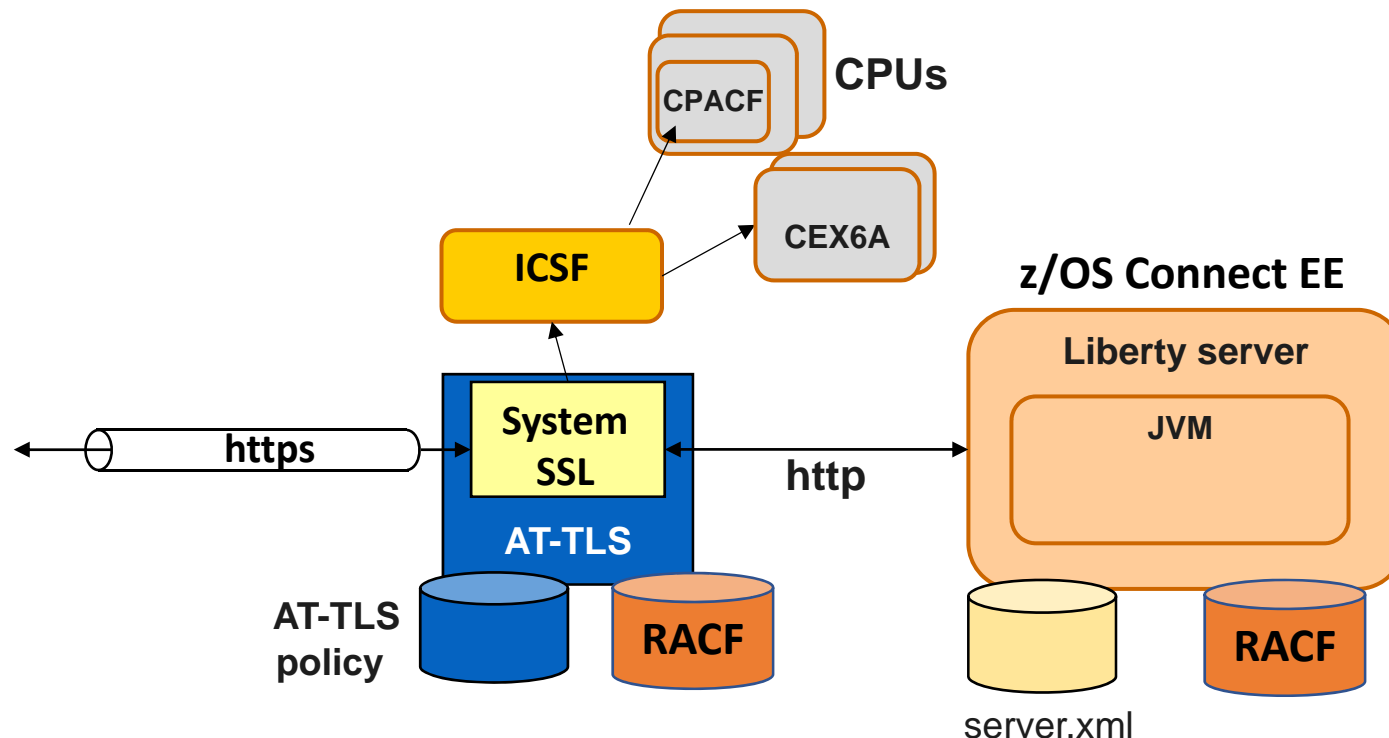 CPUs
CPACF
CEX6A
ICSF
z/OS Connect EE
Liberty server
JVM
https
System
SSL
http
AT-TLS
AT-TLS
policy
RACF
RACF
server.xml